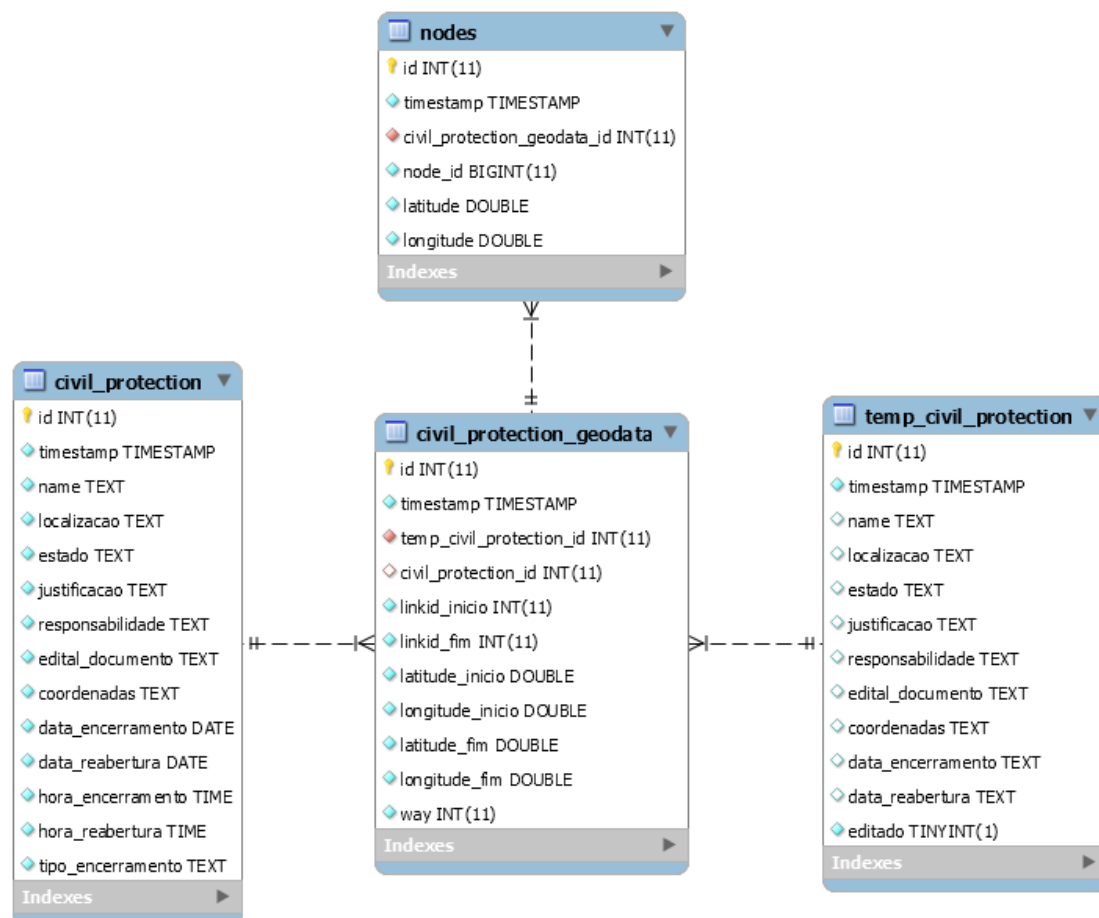 nodes
id INT(11)
timestamp TIMESTAMP
civil_protection_geodata_id INT(11)
node_id BIGINT(11)
latitude DOUBLE
longitude DOUBLE
Indexes
civil_protection
id INT(11)
timestamp TIMESTAMP
name TEXT
localizacao TEXT
estado TEXT
justificacao TEXT
responsabilidade TEXT
edital_documento TEXT
coordenadas TEXT
data_encerramento DATE
data_reabertura DATE
hora_encerramento TIME
hora_reabertura TIME
tipo_encerramento TEXT
Indexes
civil_protection_geodata
id INT(11)
timestamp TIMESTAMP
temp_civil_protection_id INT(11)
civil_protection_id INT(11)
linkid_inicio INT(11)
linkid_fim INT(11)
latitude_inicio DOUBLE
longitude_inicio DOUBLE
latitude_fim DOUBLE
longitude_fim DOUBLE
way INT(11)
Indexes
temp_civil_protection
id INT(11)
timestamp TIMESTAMP
name TEXT
localizacao TEXT
estado TEXT
justificacao TEXT
responsabilidade TEXT
edital_documento TEXT
coordenadas TEXT
data_encerramento TEXT
data_reabertura TEXT
editado TINYINT(1)
Indexes